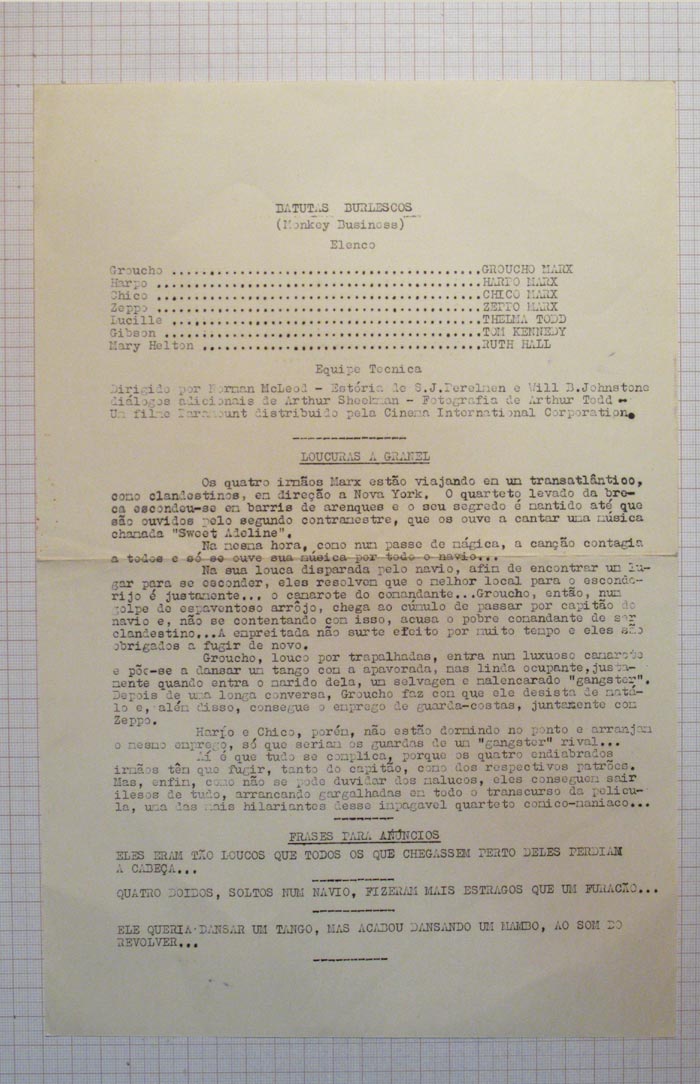 BATUTAS BURLESCOS
(Monkey Business)
Elenco
Groucho ........................................GROUCHO MARX
Harpo ..........................................HARPO MARX
Chico ..........................................CHICO MARX
Zeppo ..........................................ZEPPO MARX
Lucille ........................................THELMA TODD
Gibson .........................................TOM KENNEDY
Mary Helton ....................................RUTH HALL
Equipe Tecnica
Dirigido por Norman McLeod - Estória de S.J.Perelmen e Will B.Johnstone
diálogos adicionais de Arthur Sheekman - Fotografia de Arthur Todd -
Um filme Paramount distribuido pela Cinema International Corporation.
LOUCURAS A GRANEL
Os quatro irmãos Marx estão viajando em un transatlântico,
como clandestinos, en direção a Nova York. O quarteto levado da bre-
ca escondeu-se em barris de arenques e o seu segredo é mantido até que
são ouvidos pelo segundo contramestre, que os ouve a cantar uma música
chamada "Sweet Adeline".
Na mesma hora, como num passe de mágica, a canção contagia
a todos e só se ouve sua música por todo o navio...
Na sua louca disparada pelo navio, afin de encontrar um lu-
gar para se esconder, eles resolvem que o melhor local para o esconde-
rijo é justamente... o camarote do comandante...Groucho, então, num
golpe de espaventoso arrôjo, chega ao cúmulo de passar por capitão do
navio e, não se contentando com isso, acusa o pobre comandante de ser
clandestino...A empreitada não surte efeito por muito tempo e eles são
obrigados a fugir de novo.
Groucho, louco por trapalhadas, entra num luxuoso camarote
e põe-se a dansar um tango com a apavorada, mas linda ocupante,justa-
mente quando entra o marido dela, un selvagem e malencarado "gangster".
Depois de uma longa conversa, Groucho faz com que ele desista de matá-
lo e, além disso, consegue o emprego de guarda-costas, juntamente com
Zeppo.
Harpo e Chico, porém, não estão dormindo no ponto e arranjam
o mesmo emprego, só que seriam os guardas de um "gangster" rival...
Aí é que tudo se complica, porque os quatro endiabrados
irmãos têm que fugir, tanto do capitão, como dos respectivos patrões.
Mas, enfin, como não se pode duvidar dos malucos, eles conseguem sair
ilesos de tudo, arrancando gargalhadas em todo o transcurso da pelicu-
la, uma das mais hilariantes desse impagavel quarteto comico-maniaco...
FRASES PARA ANÚNCIOS
ELES ERAM TÃO LOUCOS QUE TODOS OS QUE CHEGASSEM PERTO DELES PERDIAM
A CABEÇA...
QUATRO DOIDOS, SOLTOS NUM NAVIO, FIZERAM MAIS ESTRAGOS QUE UM FURACÃO...
ELE QUERIA DANSAR UM TANGO, MAS ACABOU DANSANDO UM MAMBO, AO SOM DO
REVOLVER...